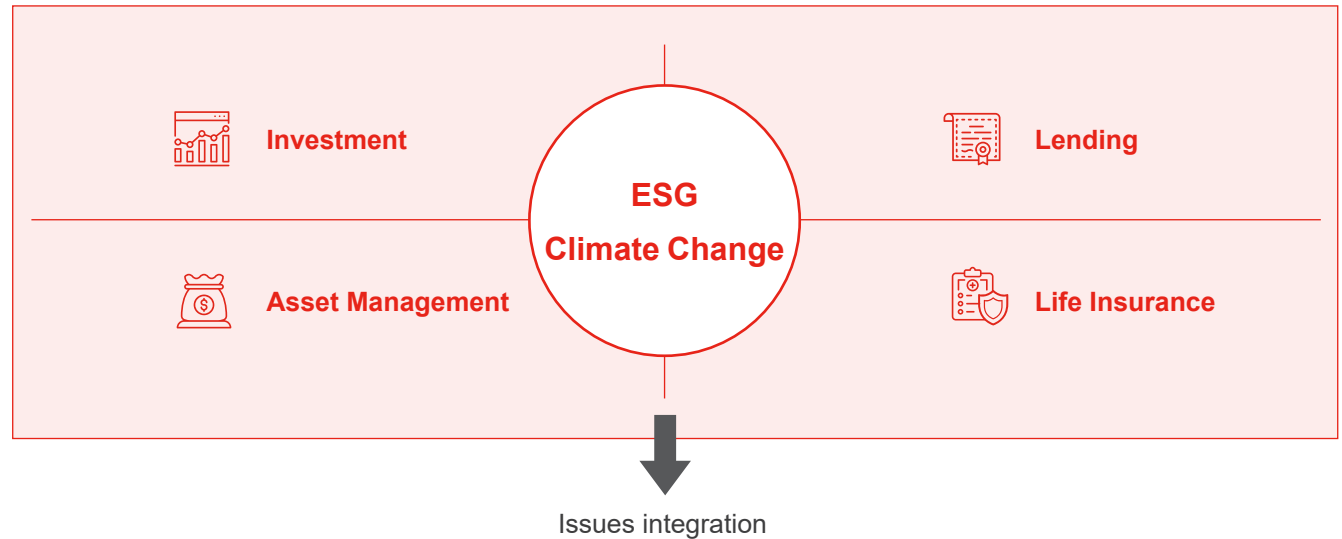 Investment
Lending
ESG
Climate Change
Asset Management
Life Insurance
Issues integration